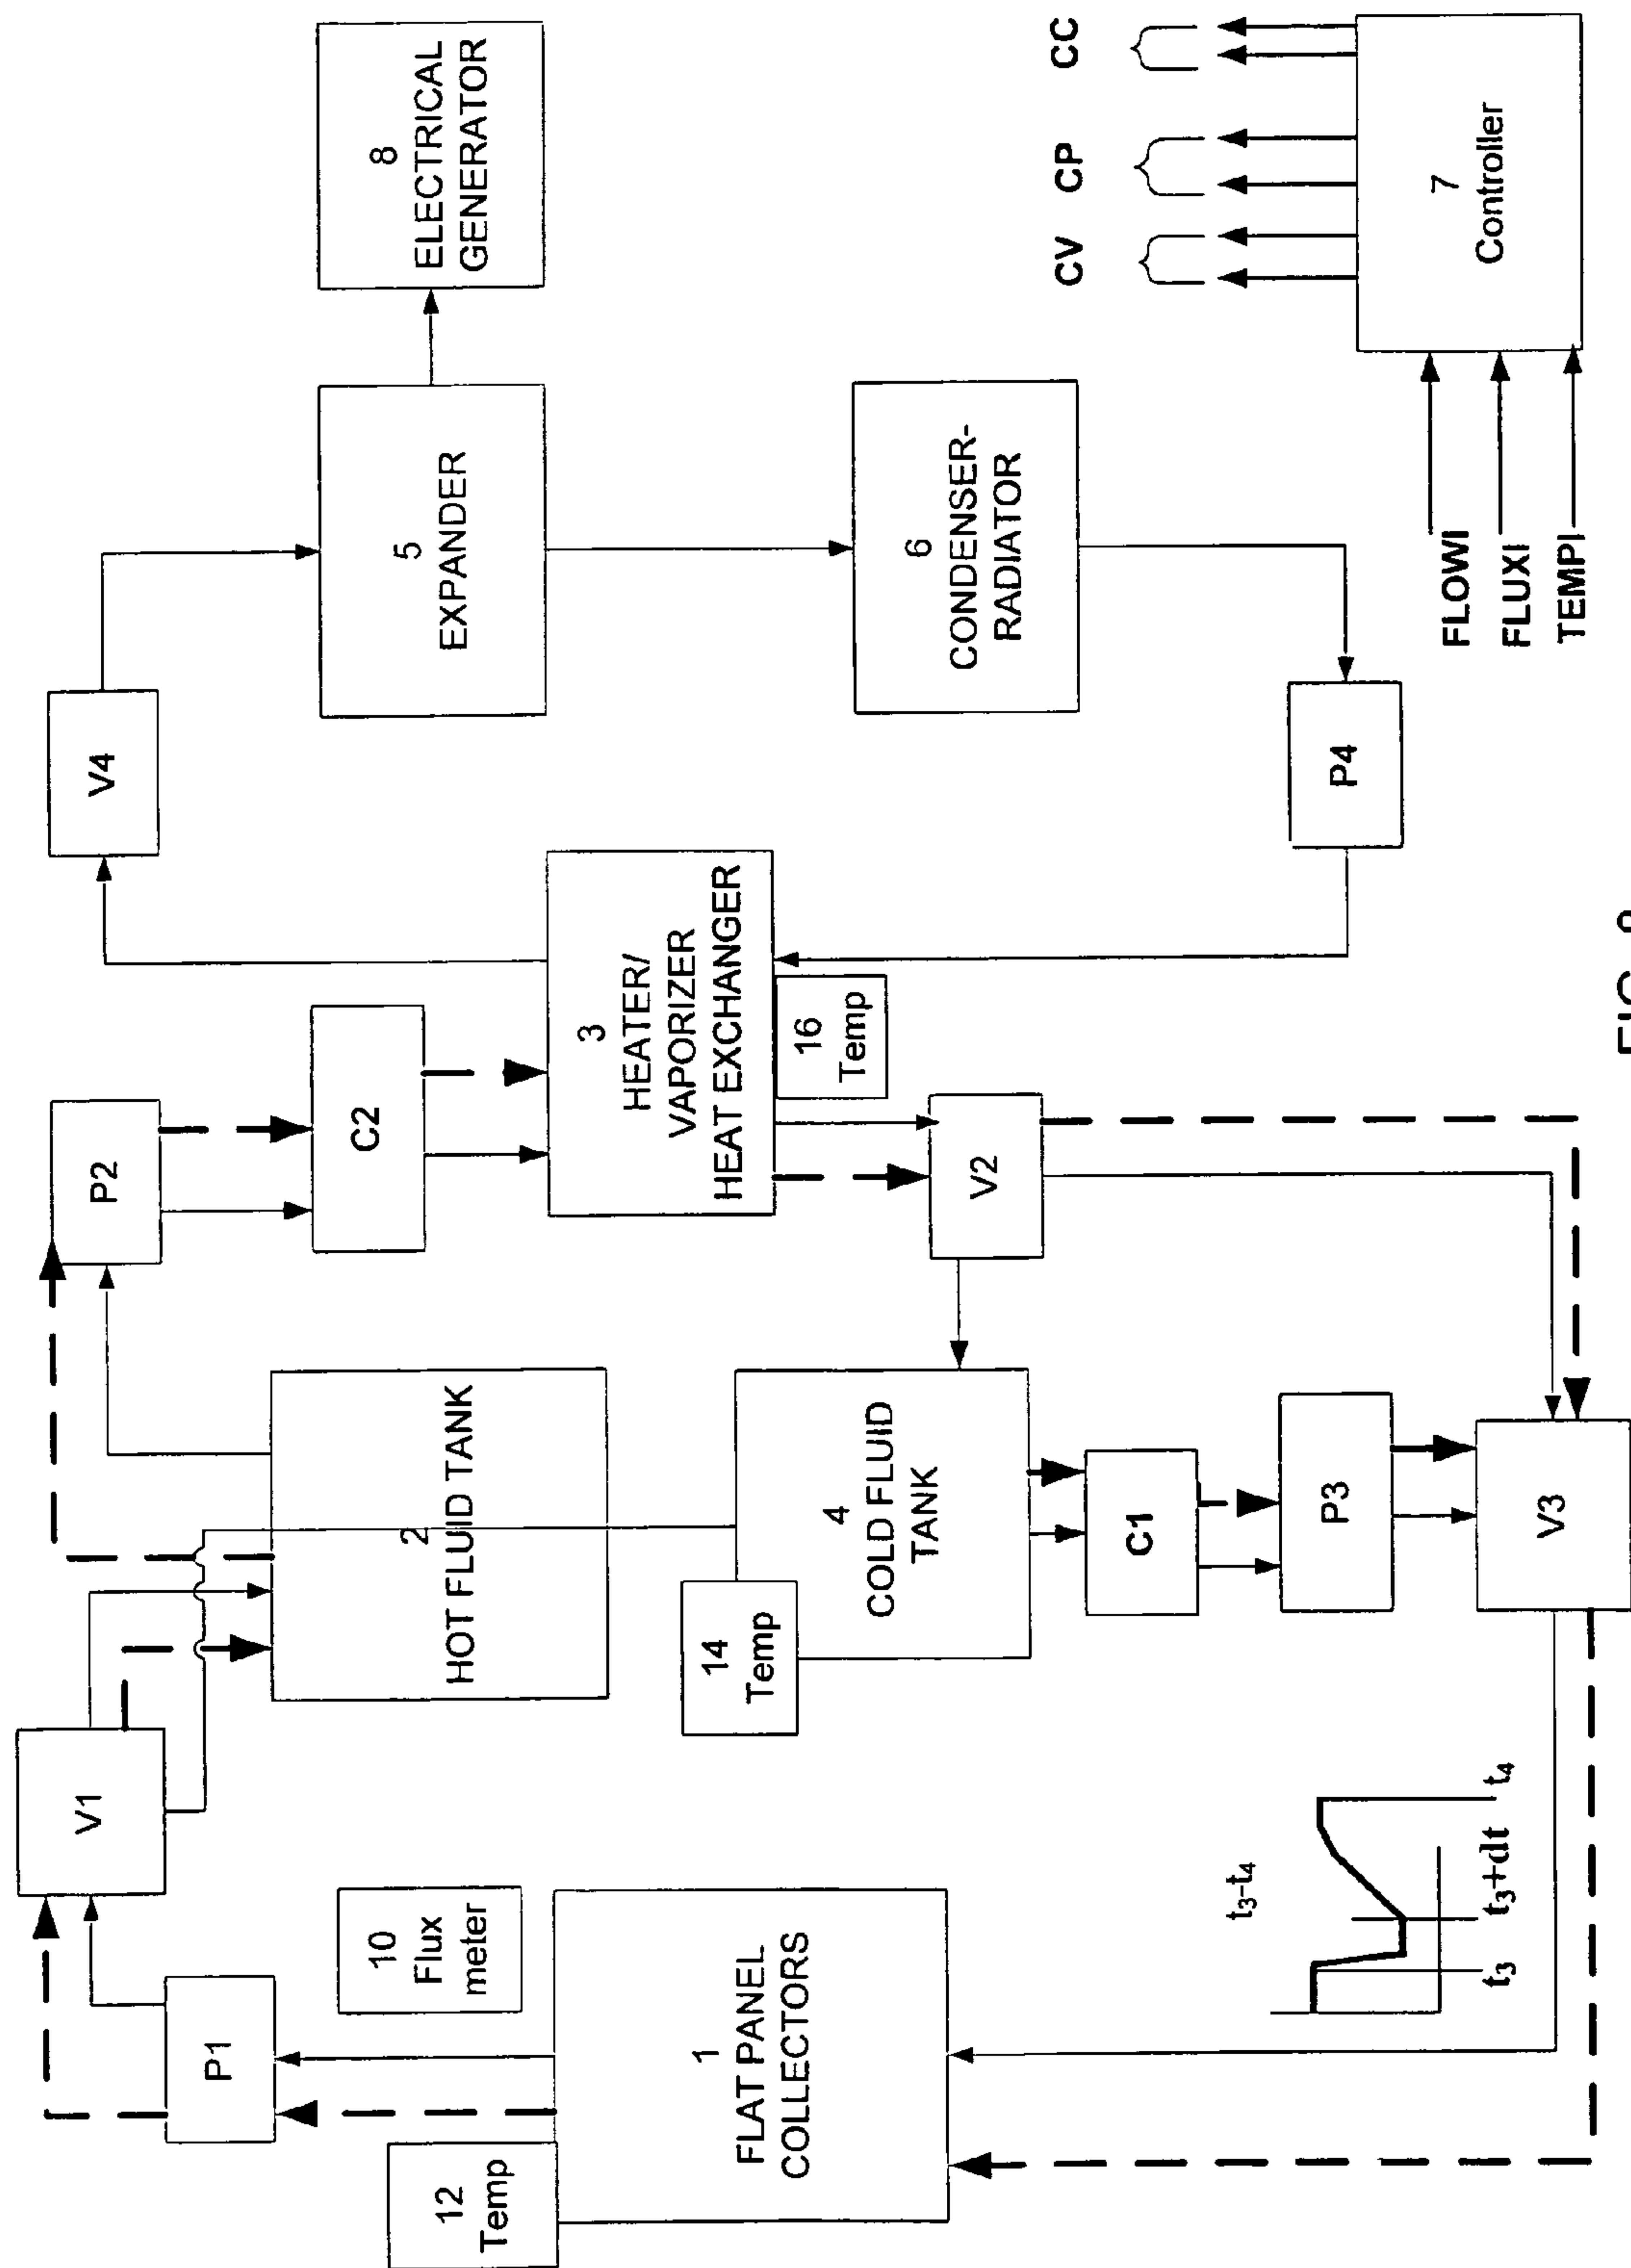 V1
P2
V4
P1
10
Flux
meter
12
Temp
1
FLAT PANEL
COLLECTORS
2
HOT FLUID TANK
C2
5
EXPANDER
8
ELECTRICAL
GENERATOR
3
HEATER/
VAPORIZER
HEAT EXCHANGER
16
Temp
14
Temp
4
COLD FLUID
TANK
V2
6
CONDENSER-
RADIATOR
C1
P3
V3
P4
CV
CP
CC
7
Controller
FLOWI
FLUXI
TEMPI
t₃-t₄
t₃
t₃+dt
t₄
FIG.